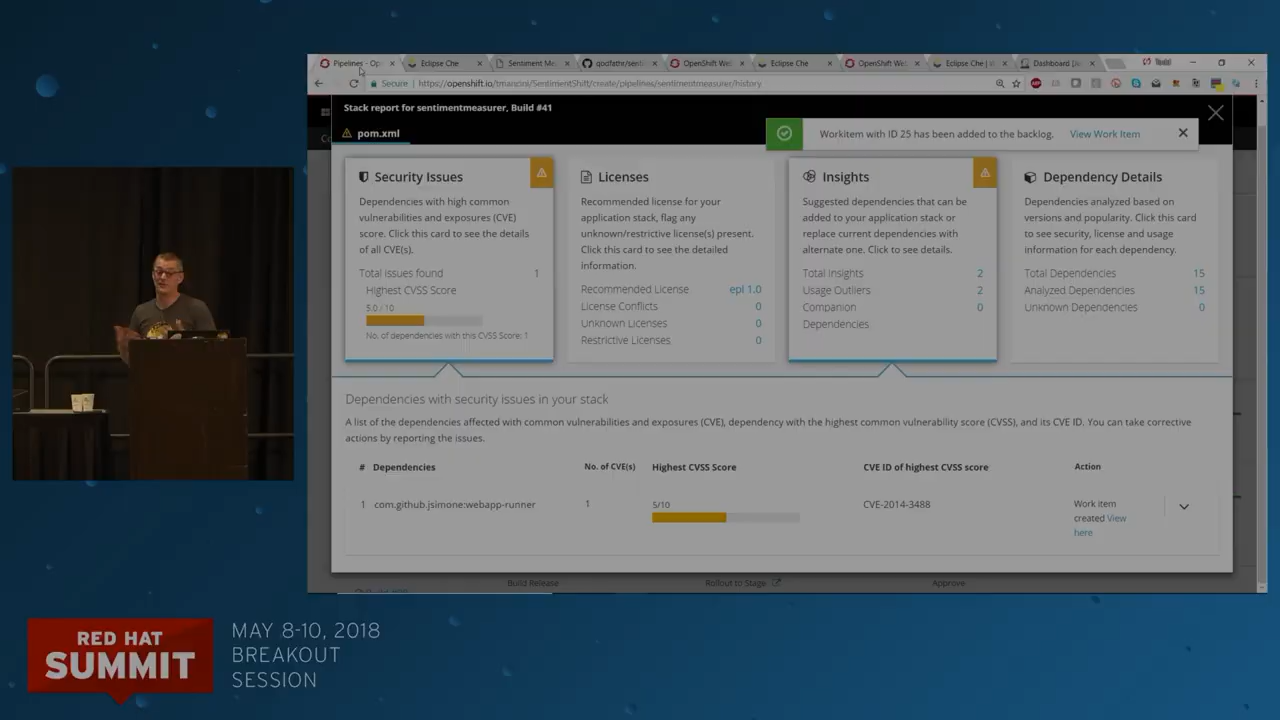 Pipelines - Ope
Eclipse Che
Sentiment Me
OpenShift We
Eclipse Che
OpenShift We
Eclipse Che | W
Dashboard
Todd
Secure
https://openshift.io/tmancini/SentimentShift/create/pipelines/sentimentmeasurer/history
Stack report for sentimentmeasurer, Build #41
pom.xml
Workitem with ID 25 has been added to the backlog. View Work Item
Security Issues
Dependencies with high common
vulnerabilities and exposures (CVE)
score. Click this card to see the details
of all CVE(s).
Total issues found 1
Highest CVSS Score
5.0 / 10
No. of dependencies with this CVSS Score: 1
Licenses
Recommended license for your
application stack, flag any
unknown/restrictive license(s) present.
Click this card to see the detailed
information.
Recommended License epl 1.0
License Conflicts 0
Unknown Licenses 0
Restrictive Licenses 0
Insights
Suggested dependencies that can be
added to your application stack or
replace current dependencies with
alternate one. Click to see details.
Total Insights 2
Usage Outliers 2
Companion 0
Dependencies
Dependency Details
Dependencies analyzed based on
versions and popularity. Click this card
to see security, license and usage
information for each dependency.
Total Dependencies 15
Analyzed Dependencies 15
Unknown Dependencies 0
Dependencies with security issues in your stack
A list of the dependencies affected with common vulnerabilities and exposures (CVE), dependency with the highest common vulnerability score (CVSS), and its CVE ID. You can take corrective
actions by reporting the issues.
# Dependencies No. of CVE(s) Highest CVSS Score CVE ID of highest CVSS score Action
1 com.github.jsimone:webapp-runner 1 5/10 CVE-2014-3488 Work item
created View
here
Build Release Rollout to Stage Approve
RED HAT
SUMMIT
MAY 8-10, 2018
BREAKOUT
SESSION